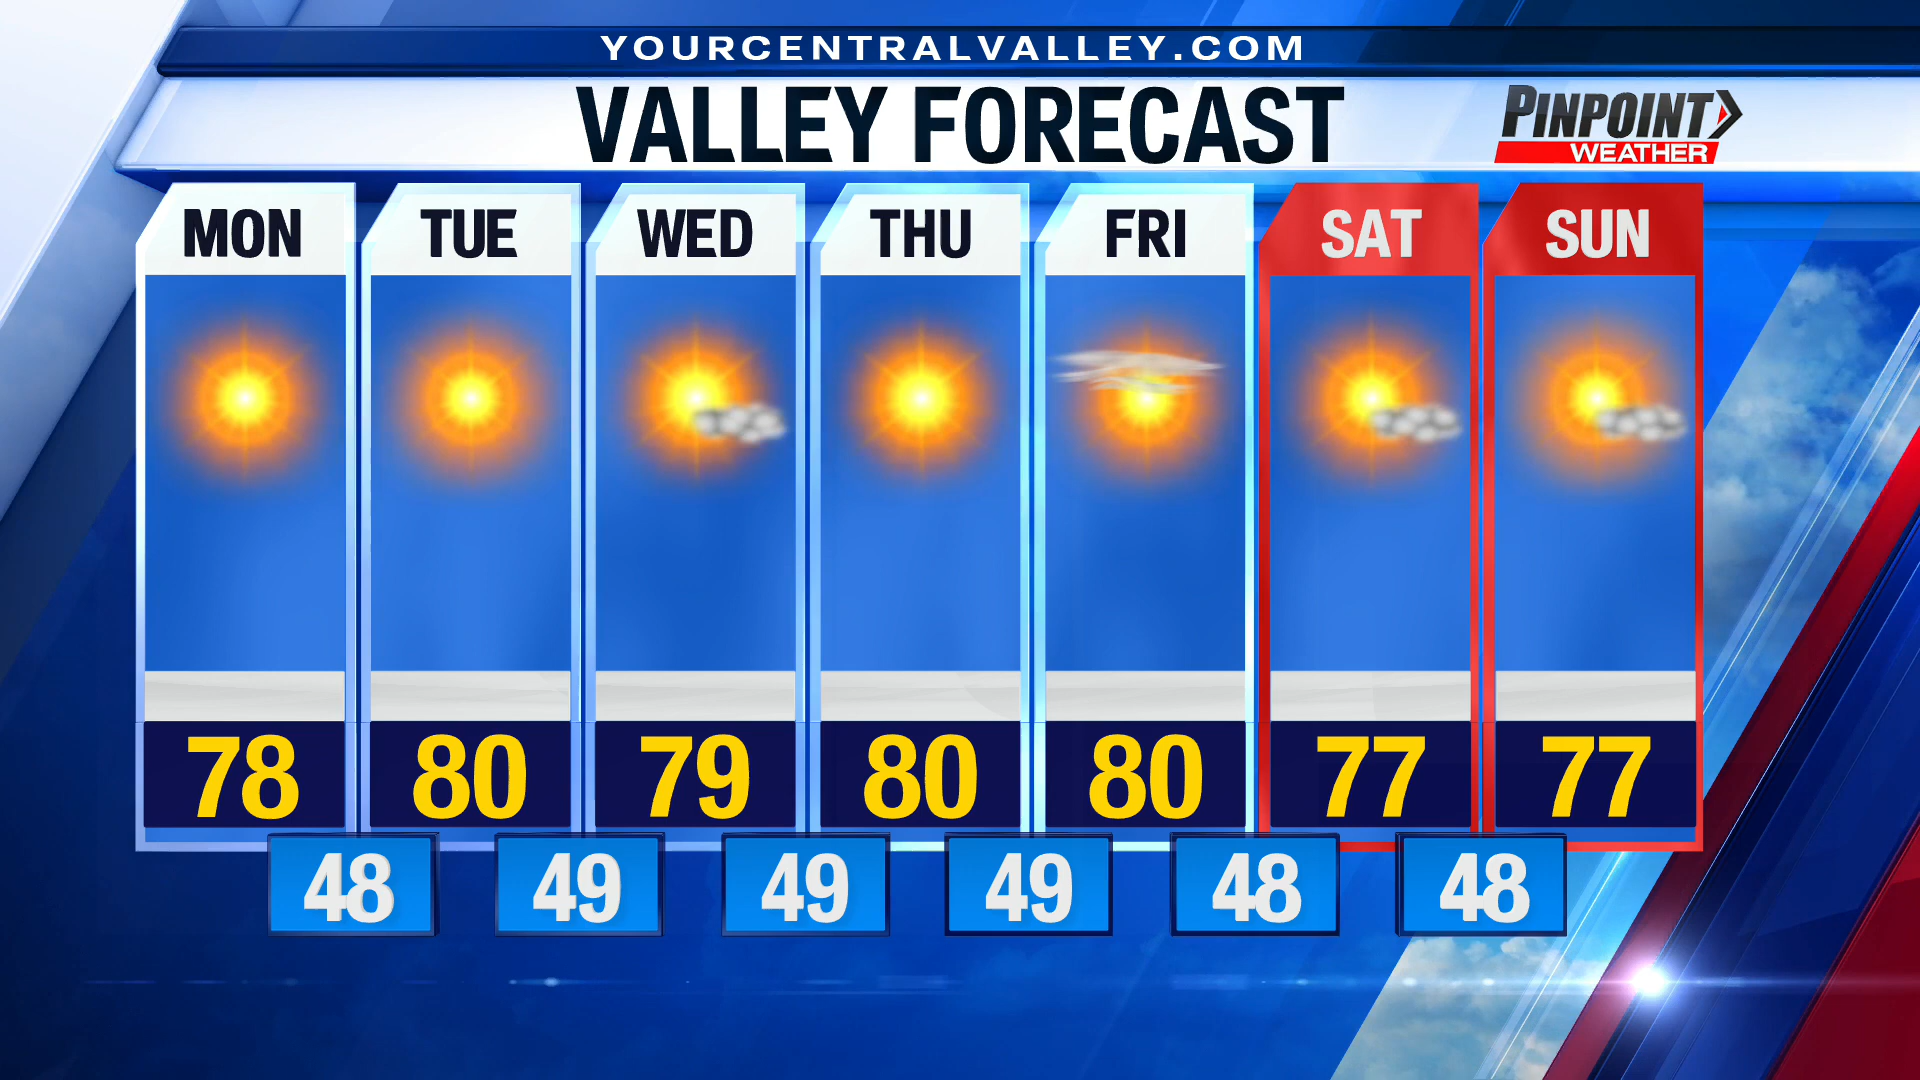 YOURCENTRALVALLEY.COM
VALLEY FORECAST
PINPOINT
WEATHER
MON TUE WED THU FRI SAT SUN
78 80 79 80 80 77 77
48 49 49 49 48 48